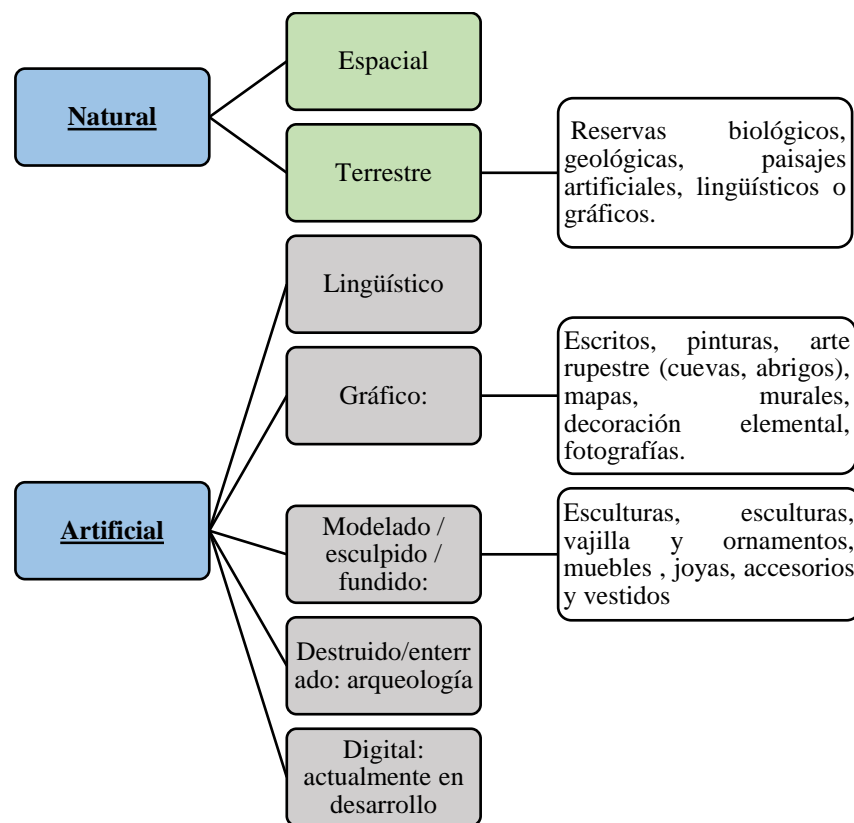 Natural
Espacial
Terrestre
Reservas biológicos,
geológicas, paisajes
artificiales, lingüísticos o
gráficos.
Artificial
Lingüístico
Gráfico:
Escritos, pinturas, arte
rupestre (cuevas, abrigos),
mapas, murales,
decoración elemental,
fotografías.
Modelado /
esculpido /
fundido:
Esculturas, esculturas,
vajilla y ornamentos,
muebles , joyas, accesorios
y vestidos
Destruido/enterr
ado: arqueología
Digital:
actualmente en
desarrollo